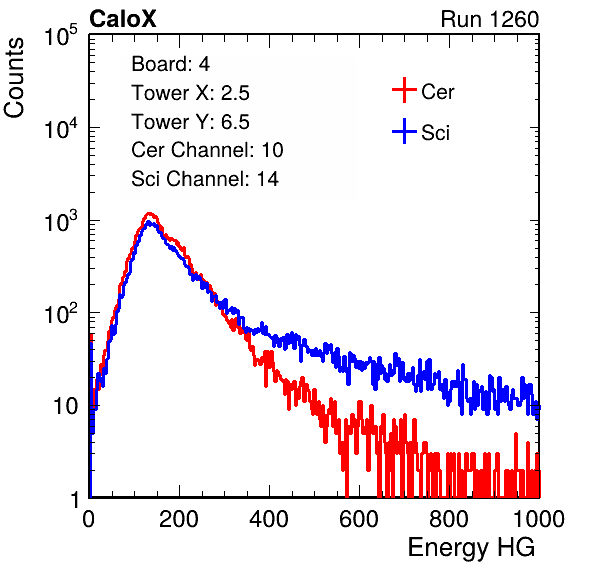 CaloX Run 1260
Counts
10^5
10^4
10^3
10^2
10
1
Board: 4
Tower X: 2.5
Tower Y: 6.5
Cer Channel: 10
Sci Channel: 14
Cer
Sci
0 200 400 600 800 1000
Energy HG